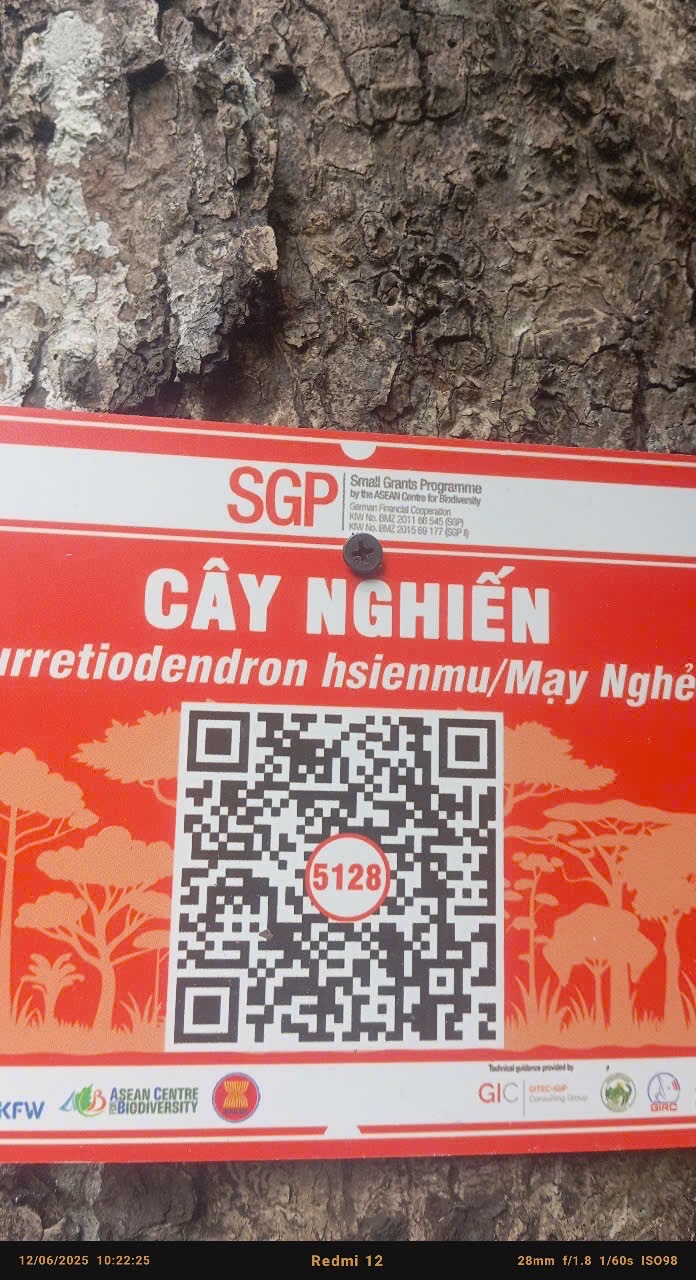 SGP
Small Grants Programme
by the ASEAN Centre for Biodiversity
German Financial Cooperation
KfW No. BMZ 2011 66 545 (SGP)
KfW No. BMZ 2015 69 177 (SGP II)
CÂY NGHIẾN
urretiodendron hsienmu/Mạy Nghẻ
5128
KFW
ASEAN CENTRE
for BIODIVERSITY
Technical guidance provided by
GIC
GITEC-IGIP
Consulting Group
GIRC
12/06/2025 10:22:25
Redmi 12
28mm f/1.8 1/60s ISO98